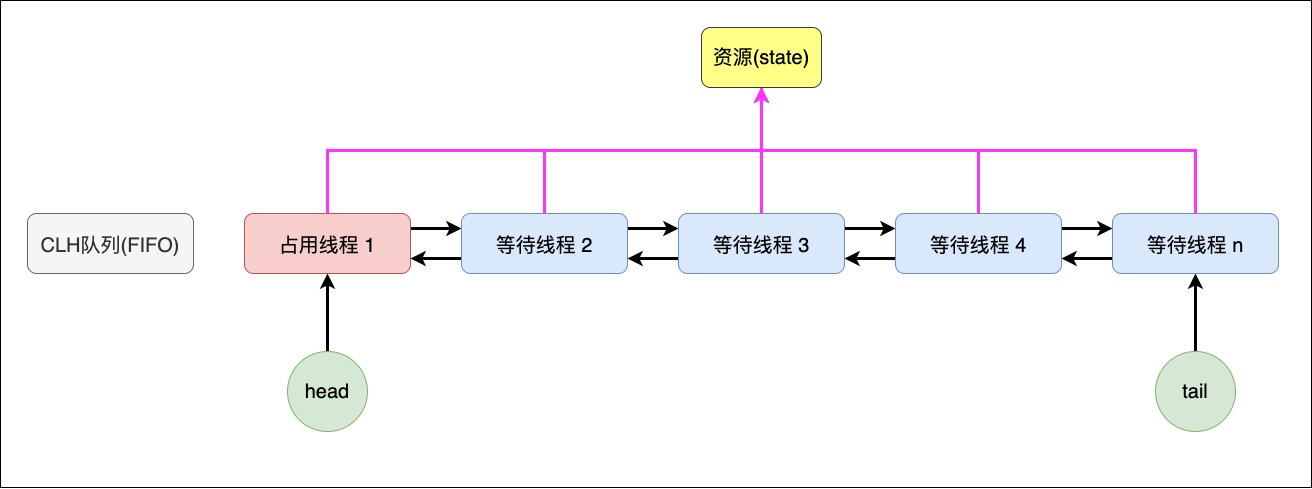 资源(state)
CLH队列(FIFO)
占用线程 1
等待线程 2
等待线程 3
等待线程 4
等待线程 n
head
tail